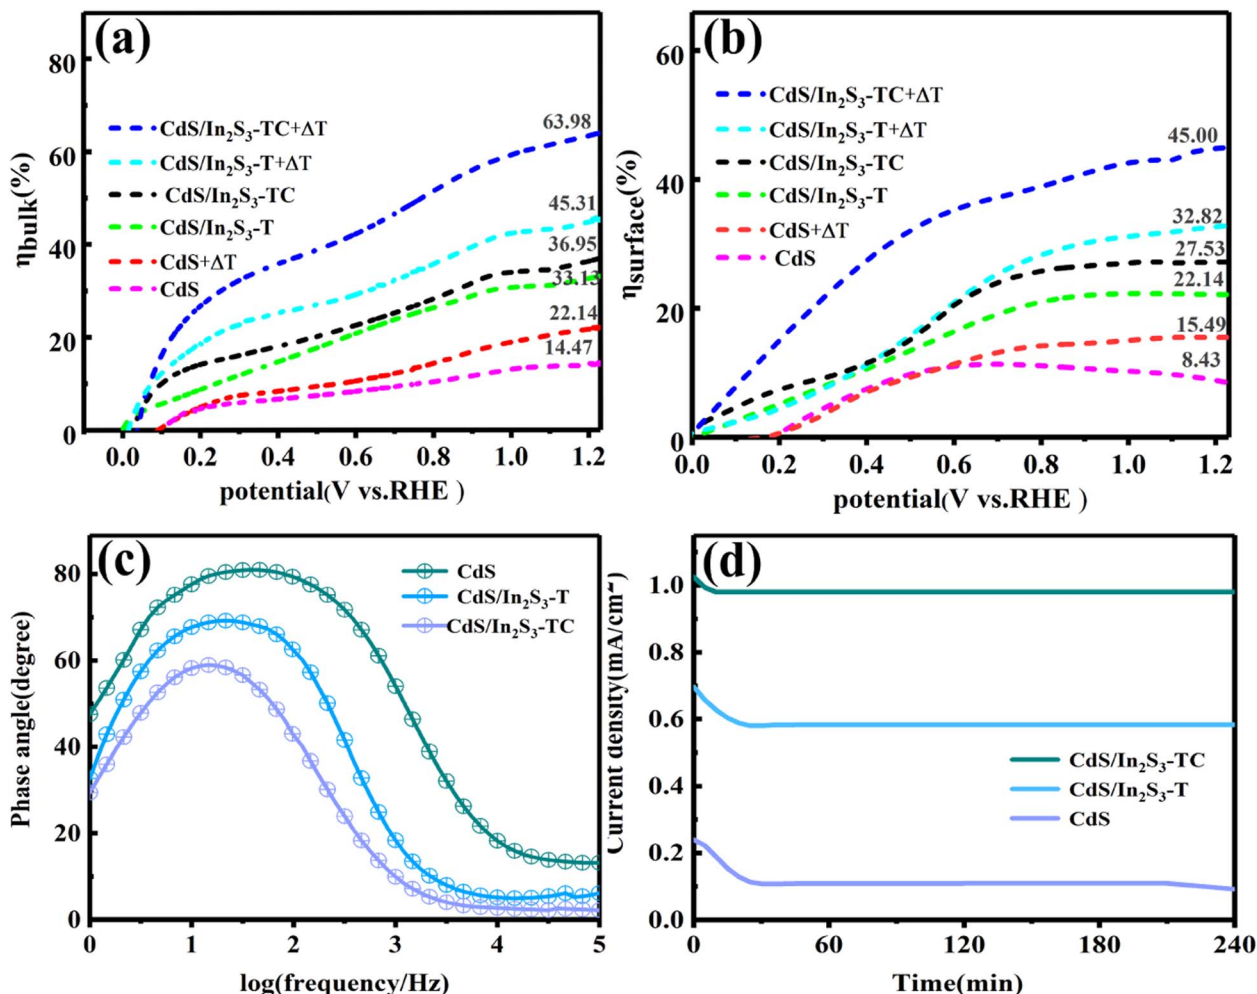 (a)
80
60
40
20
0
ηbulk(%)
CdS/In₂S₃-TC+ΔT
CdS/In₂S₃-T+ΔT
CdS/In₂S₃-TC
CdS/In₂S₃-T
CdS+ΔT
CdS
63.98
45.31
36.95
33.13
22.14
14.47
0.0 0.2 0.4 0.6 0.8 1.0 1.2
potential(V vs.RHE )
(b)
60
40
20
0
ηsurface(%)
CdS/In₂S₃-TC+ΔT
CdS/In₂S₃-T+ΔT
CdS/In₂S₃-TC
CdS/In₂S₃-T
CdS+ΔT
CdS
45.00
32.82
27.53
22.14
15.49
8.43
0.0 0.2 0.4 0.6 0.8 1.0 1.2
potential(V vs.RHE )
(c)
80
60
40
20
0
Phase angle(degree)
CdS
CdS/In₂S₃-T
CdS/In₂S₃-TC
0 1 2 3 4 5
log(frequency/Hz)
(d)
1.0
0.8
0.6
0.4
0.2
0.0
Current density(mA/cm²)
CdS/In₂S₃-TC
CdS/In₂S₃-T
CdS
0 60 120 180 240
Time(min)